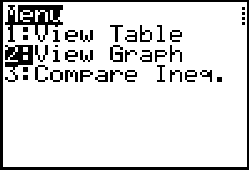 Menu
1:View Table
2:View Graph
3:Compare Ineq.